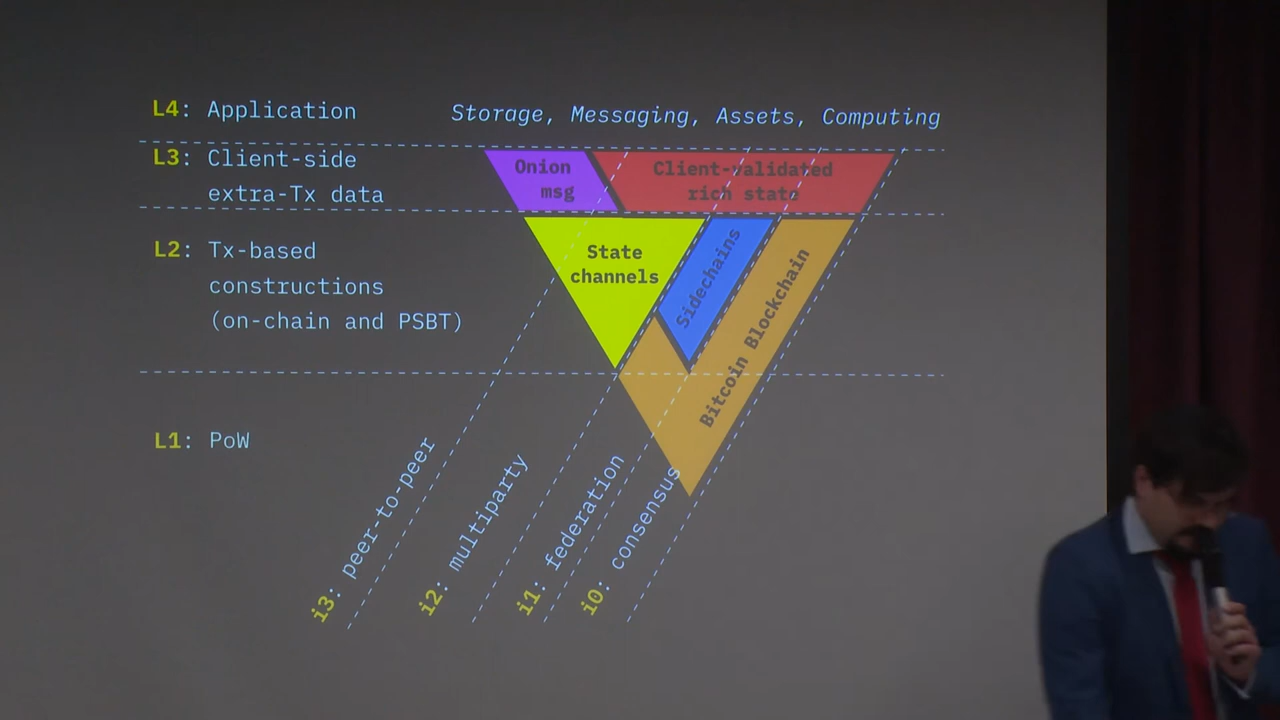 L4: Application
Storage, Messaging, Assets, Computing
L3: Client-side
extra-Tx data
Onion
msg
Client-validated
rich state
L2: Tx-based
constructions
(on-chain and PSBT)
State
channels
Sidechains
Bitcoin Blockchain
L1: PoW
i3: peer-to-peer
i2: multiparty
i1: federation
i0: consensus